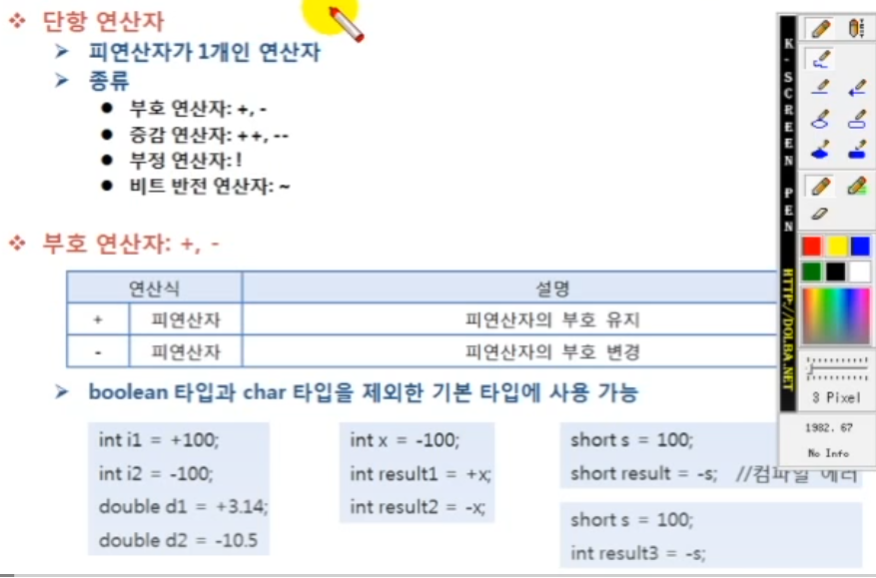 단항 연산자
피연산자가 1개인 연산자
종류
부호 연산자: +, -
증감 연산자: ++, --
부정 연산자: !
비트 반전 연산자: ~
부호 연산자: +, -
연산식 설명
+ 피연산자 피연산자의 부호 유지
- 피연산자 피연산자의 부호 변경
boolean 타입과 char 타입을 제외한 기본 타입에 사용 가능
int i1 = +100;
int i2 = -100;
double d1 = +3.14;
double d2 = -10.5
int x = -100;
int result1 = +x;
int result2 = -x;
short s = 100;
short result = -s; //컴파일 에러
short s = 100;
int result3 = -s;
K-SCREEN PEN HTTP://DOLBA.NET
3 Pixel
1982, 67
No Info